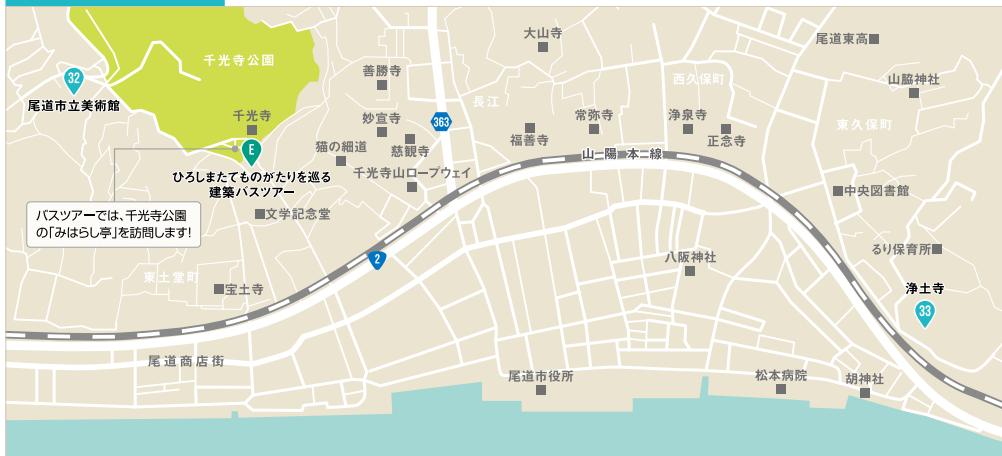 千光寺公園
大山寺
尾道東高
32
尾道市立美術館
善勝寺
長江
西久保町
山脇神社
千光寺
妙宣寺
363
福善寺
常弥寺
浄泉寺
正念寺
東久保町
E
猫の細道
慈観寺
千光寺山ロープウェイ
山陽本線
ひろしまたてものがたりを巡る
建築バスツアー
中央図書館
バスツアーでは、千光寺公園
の「みはらし亭」を訪問します!
文学記念堂
2
八阪神社
るり保育所
東土堂町
宝土寺
浄土寺
33
尾道商店街
尾道市役所
松本病院
胡神社